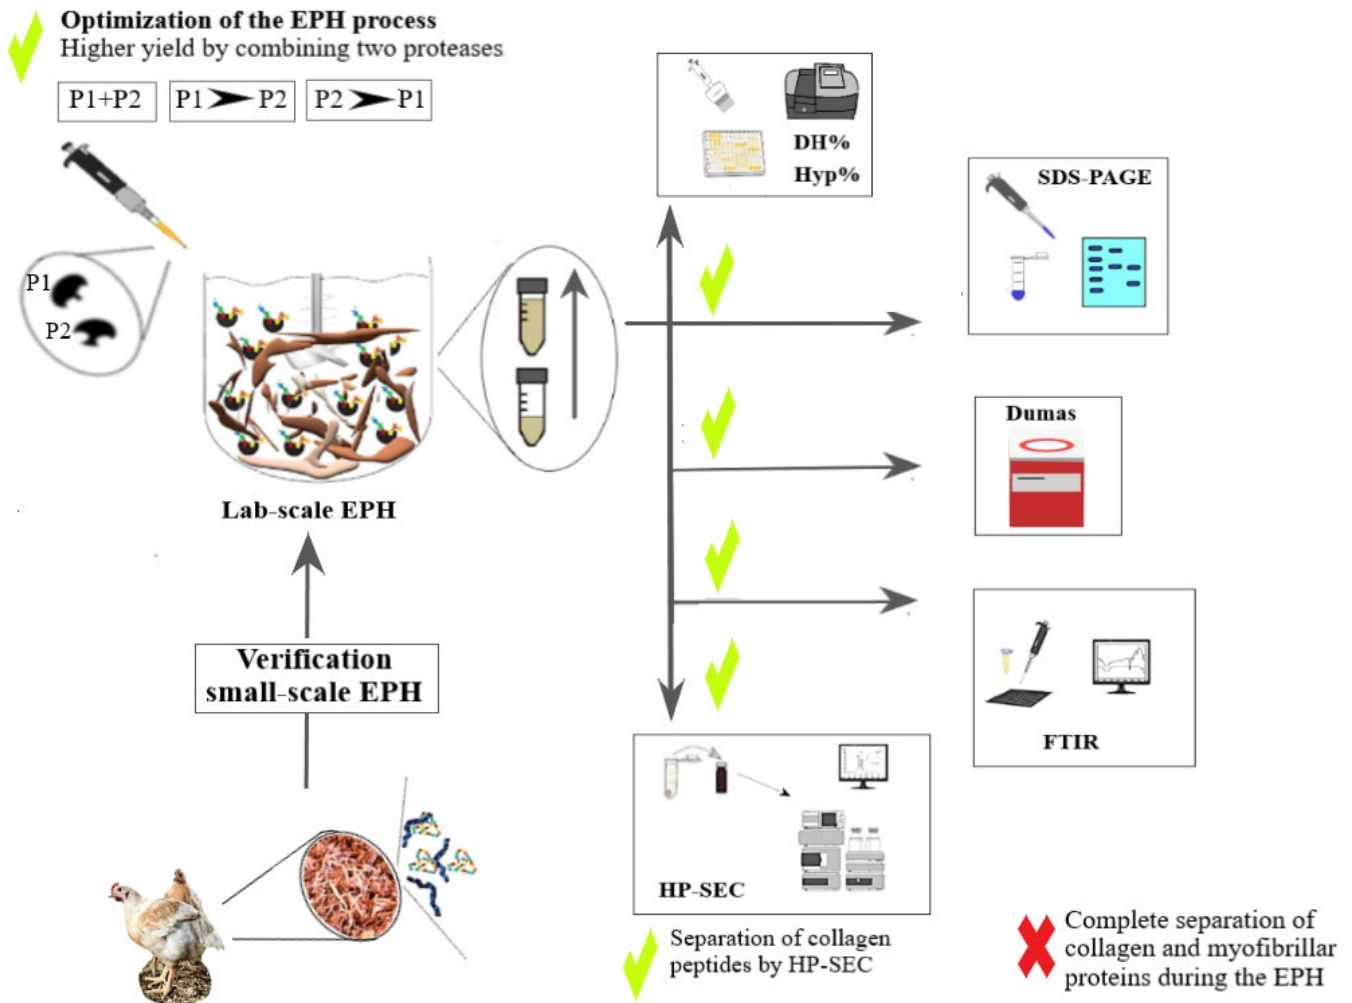 Optimization of the EPH process
Higher yield by combining two proteases
P1+P2
P1 P2
P2 P1
P1
P2
Lab-scale EPH
Verification
small-scale EPH
DH%
Hyp%
SDS-PAGE
Dumas
FTIR
HP-SEC
Separation of collagen
peptides by HP-SEC
Complete separation of
collagen and myofibrillar
proteins during the EPH